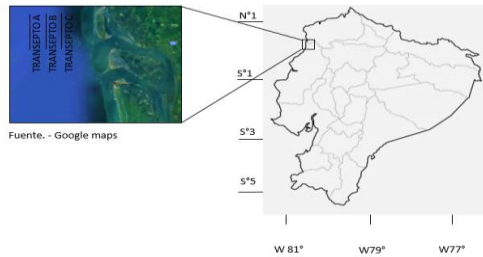 TRANSEPTO A
TRANSEPTO B
TRANSEPTO C
Fuente. - Google maps
N°1
S°1
S°3
S°5
W 81°
W79°
W77°